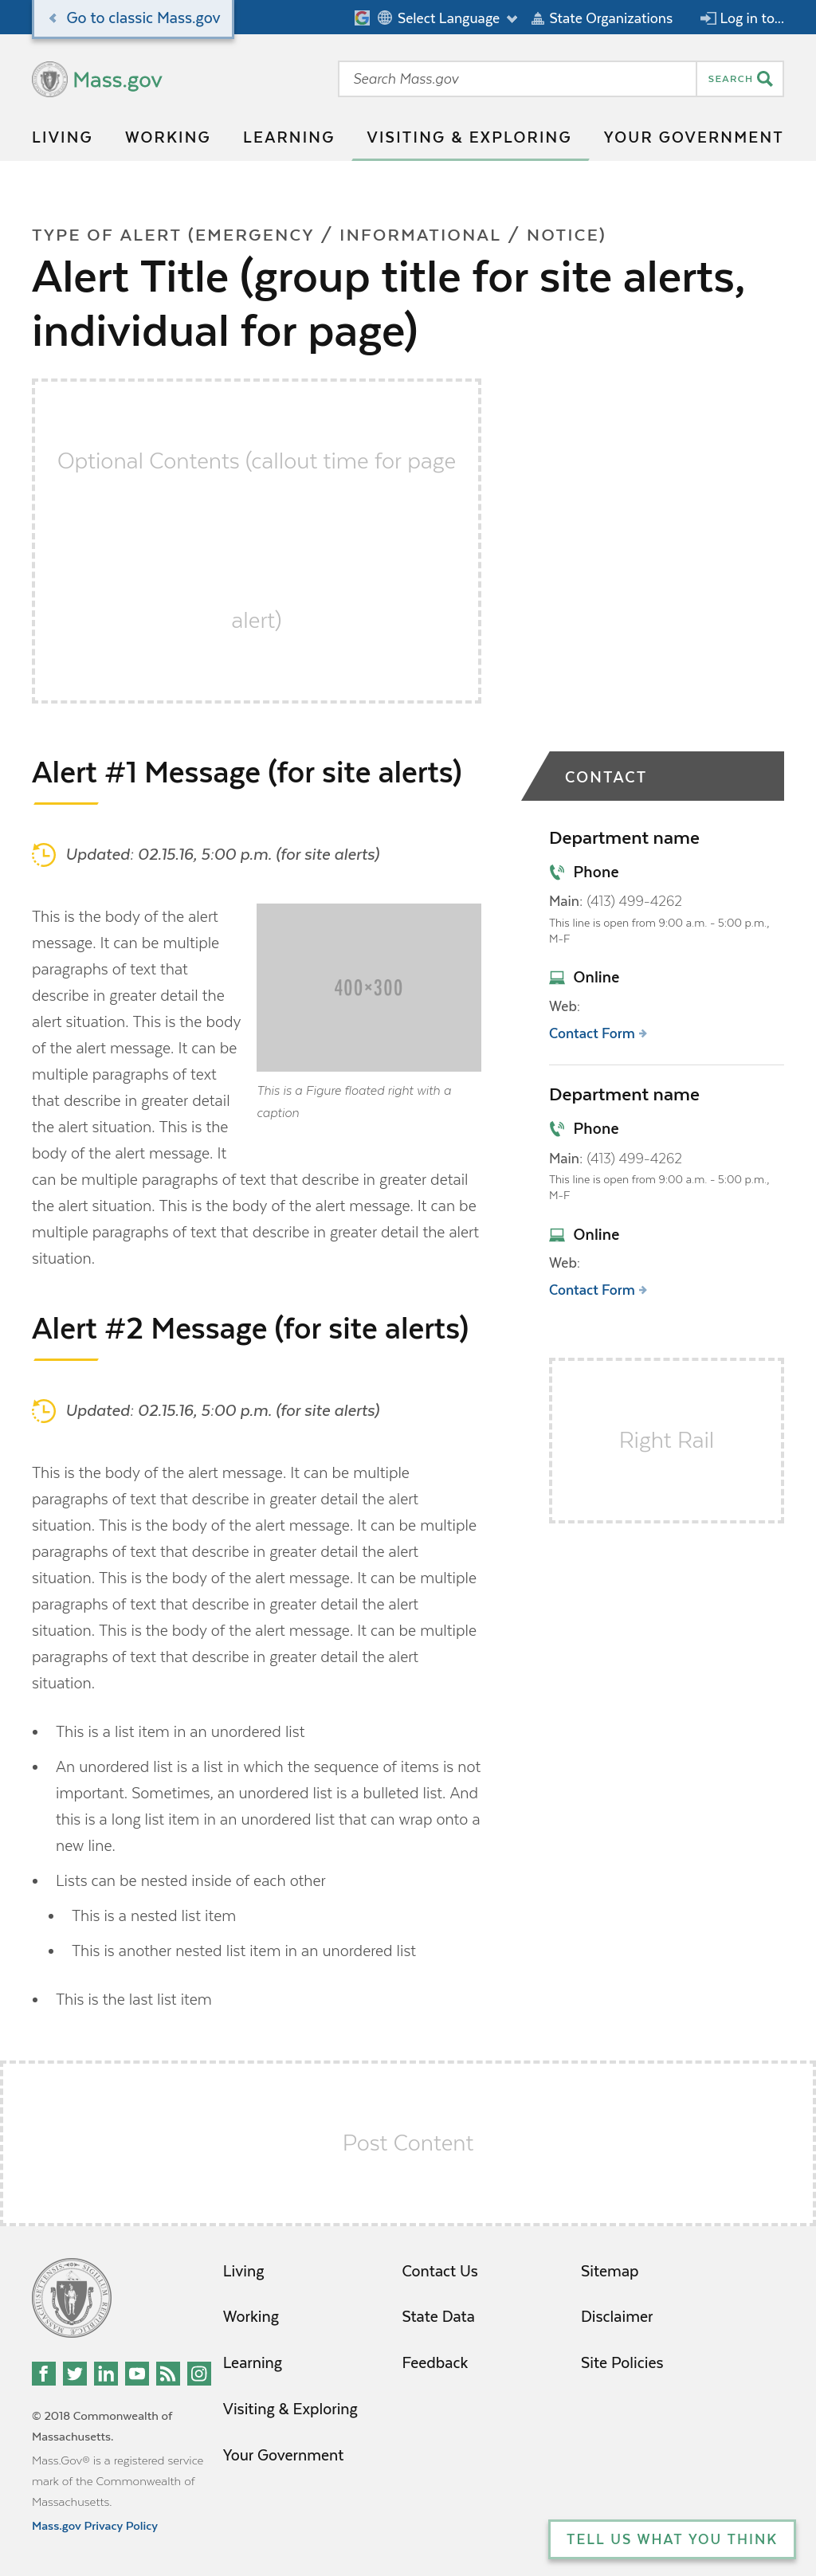 Go to classic Mass.gov
Select Language
State Organizations
Log in to...
Mass.gov
Search Mass.gov
SEARCH
LIVING
WORKING
LEARNING
VISITING & EXPLORING
YOUR GOVERNMENT
TYPE OF ALERT (EMERGENCY / INFORMATIONAL / NOTICE)
Alert Title (group title for site alerts,
individual for page)
Optional Contents (callout time for page
alert)
Alert #1 Message (for site alerts)
Updated: 02.15.16, 5:00 p.m. (for site alerts)
This is the body of the alert
message. It can be multiple
paragraphs of text that
describe in greater detail the
alert situation. This is the body
of the alert message. It can be
multiple paragraphs of text
that describe in greater detail
the alert situation. This is the
body of the alert message. It
can be multiple paragraphs of text that describe in greater detail
the alert situation. This is the body of the alert message. It can be
multiple paragraphs of text that describe in greater detail the alert
situation.
400×300
This is a Figure floated right with a
caption
Alert #2 Message (for site alerts)
Updated: 02.15.16, 5:00 p.m. (for site alerts)
This is the body of the alert message. It can be multiple
paragraphs of text that describe in greater detail the alert
situation. This is the body of the alert message. It can be multiple
paragraphs of text that describe in greater detail the alert
situation. This is the body of the alert message. It can be multiple
paragraphs of text that describe in greater detail the alert
situation. This is the body of the alert message. It can be multiple
paragraphs of text that describe in greater detail the alert
situation.
• This is a list item in an unordered list
• An unordered list is a list in which the sequence of items is not
important. Sometimes, an unordered list is a bulleted list. And
this is a long list item in an unordered list that can wrap onto a
new line.
• Lists can be nested inside of each other
• This is a nested list item
• This is another nested list item in an unordered list
• This is the last list item
CONTACT
Department name
Phone
Main: (413) 499-4262
This line is open from 9:00 a.m. - 5:00 p.m.,
M-F
Online
Web:
Contact Form
Department name
Phone
Main: (413) 499-4262
This line is open from 9:00 a.m. - 5:00 p.m.,
M-F
Online
Web:
Contact Form
Right Rail
Post Content
Living
Working
Learning
Visiting & Exploring
Your Government
Contact Us
State Data
Feedback
Sitemap
Disclaimer
Site Policies
© 2018 Commonwealth of
Massachusetts.
Mass.Gov® is a registered service
mark of the Commonwealth of
Massachusetts.
Mass.gov Privacy Policy
TELL US WHAT YOU THINK